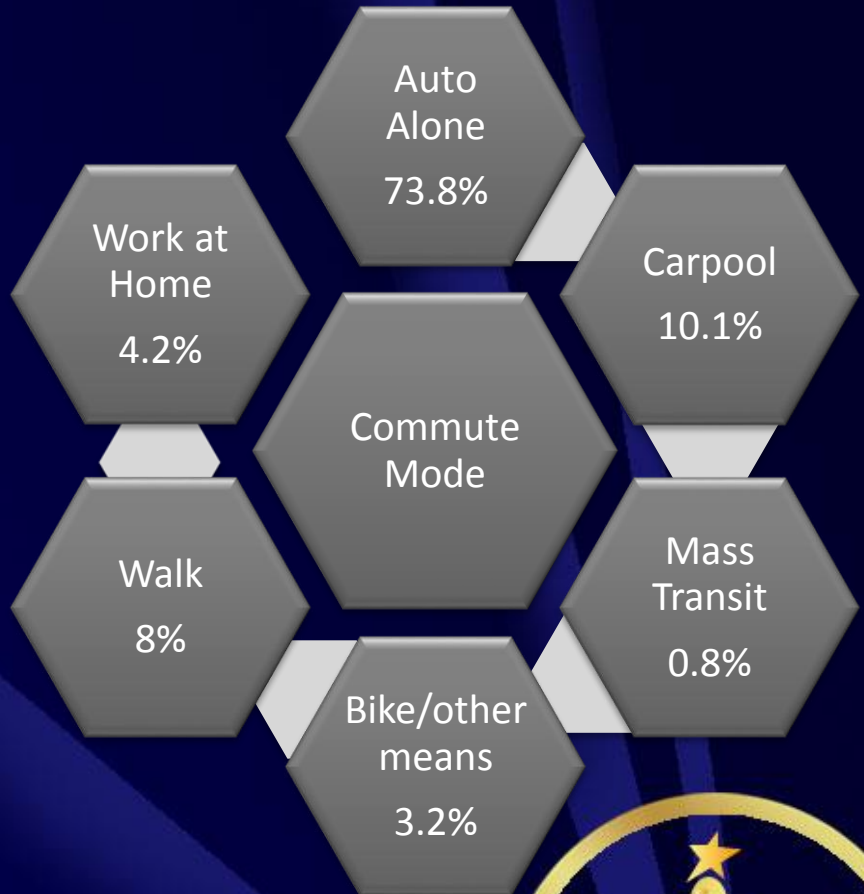 Auto
Alone
73.8%
Carpool
10.1%
Mass
Transit
0.8%
Bike/other
means
3.2%
Walk
8%
Work at
Home
4.2%
Commute
Mode